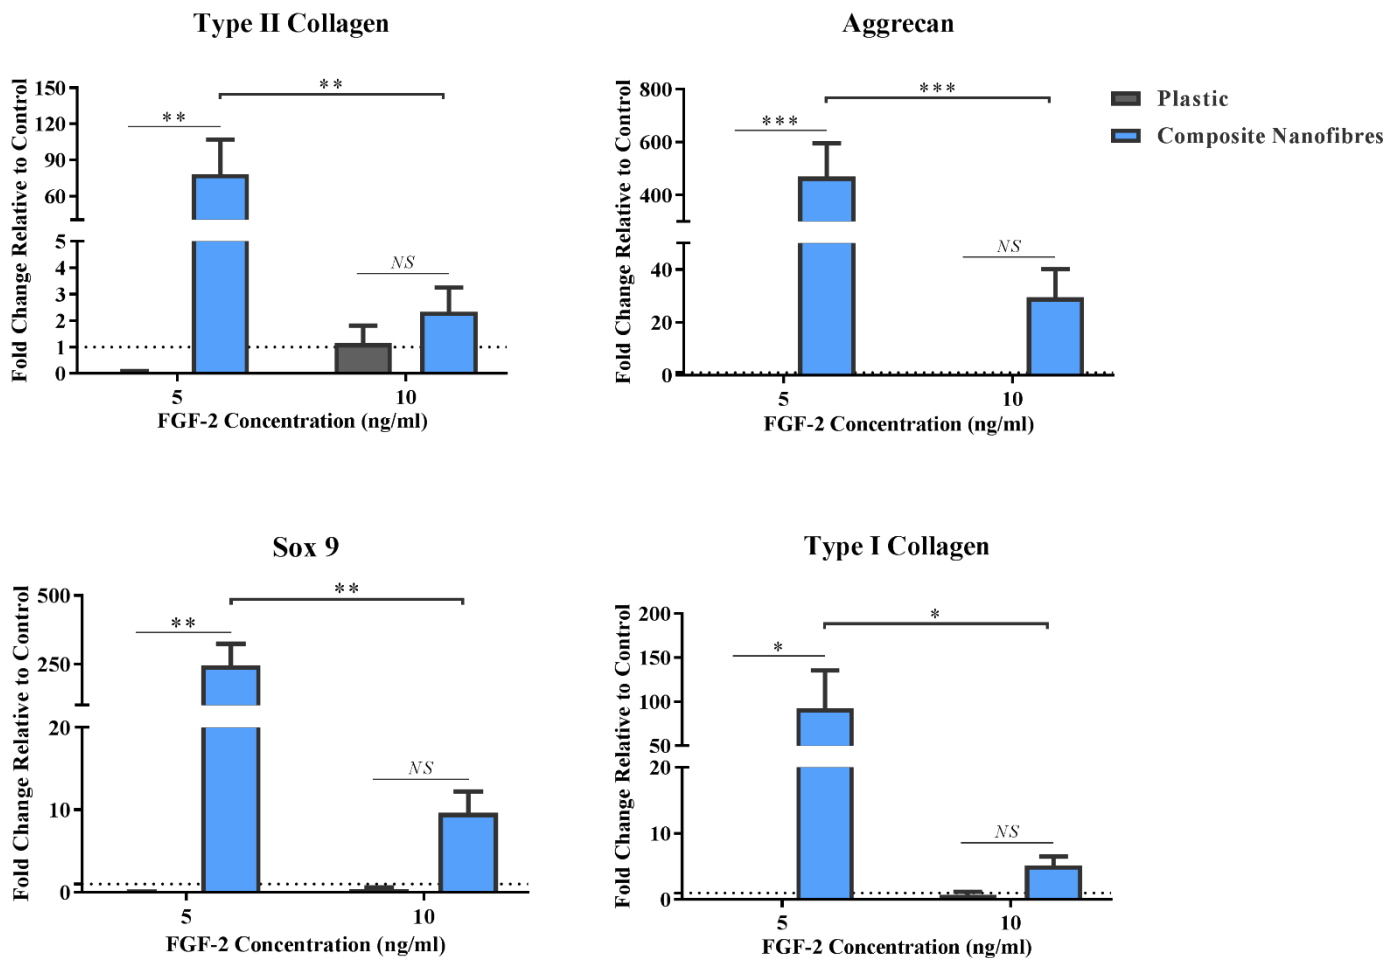 Type II Collagen
Fold Change Relative to Control
150
120
90
60
5
4
3
2
1
0
**
**
NS
5
10
FGF-2 Concentration (ng/ml)
Aggrecan
Fold Change Relative to Control
800
600
400
40
20
0
***
***
NS
5
10
FGF-2 Concentration (ng/ml)
Plastic
Composite Nanofibres
Sox 9
Fold Change Relative to Control
500
250
20
10
0
**
**
NS
5
10
FGF-2 Concentration (ng/ml)
Type I Collagen
Fold Change Relative to Control
200
150
100
50
20
10
0
*
*
NS
5
10
FGF-2 Concentration (ng/ml)